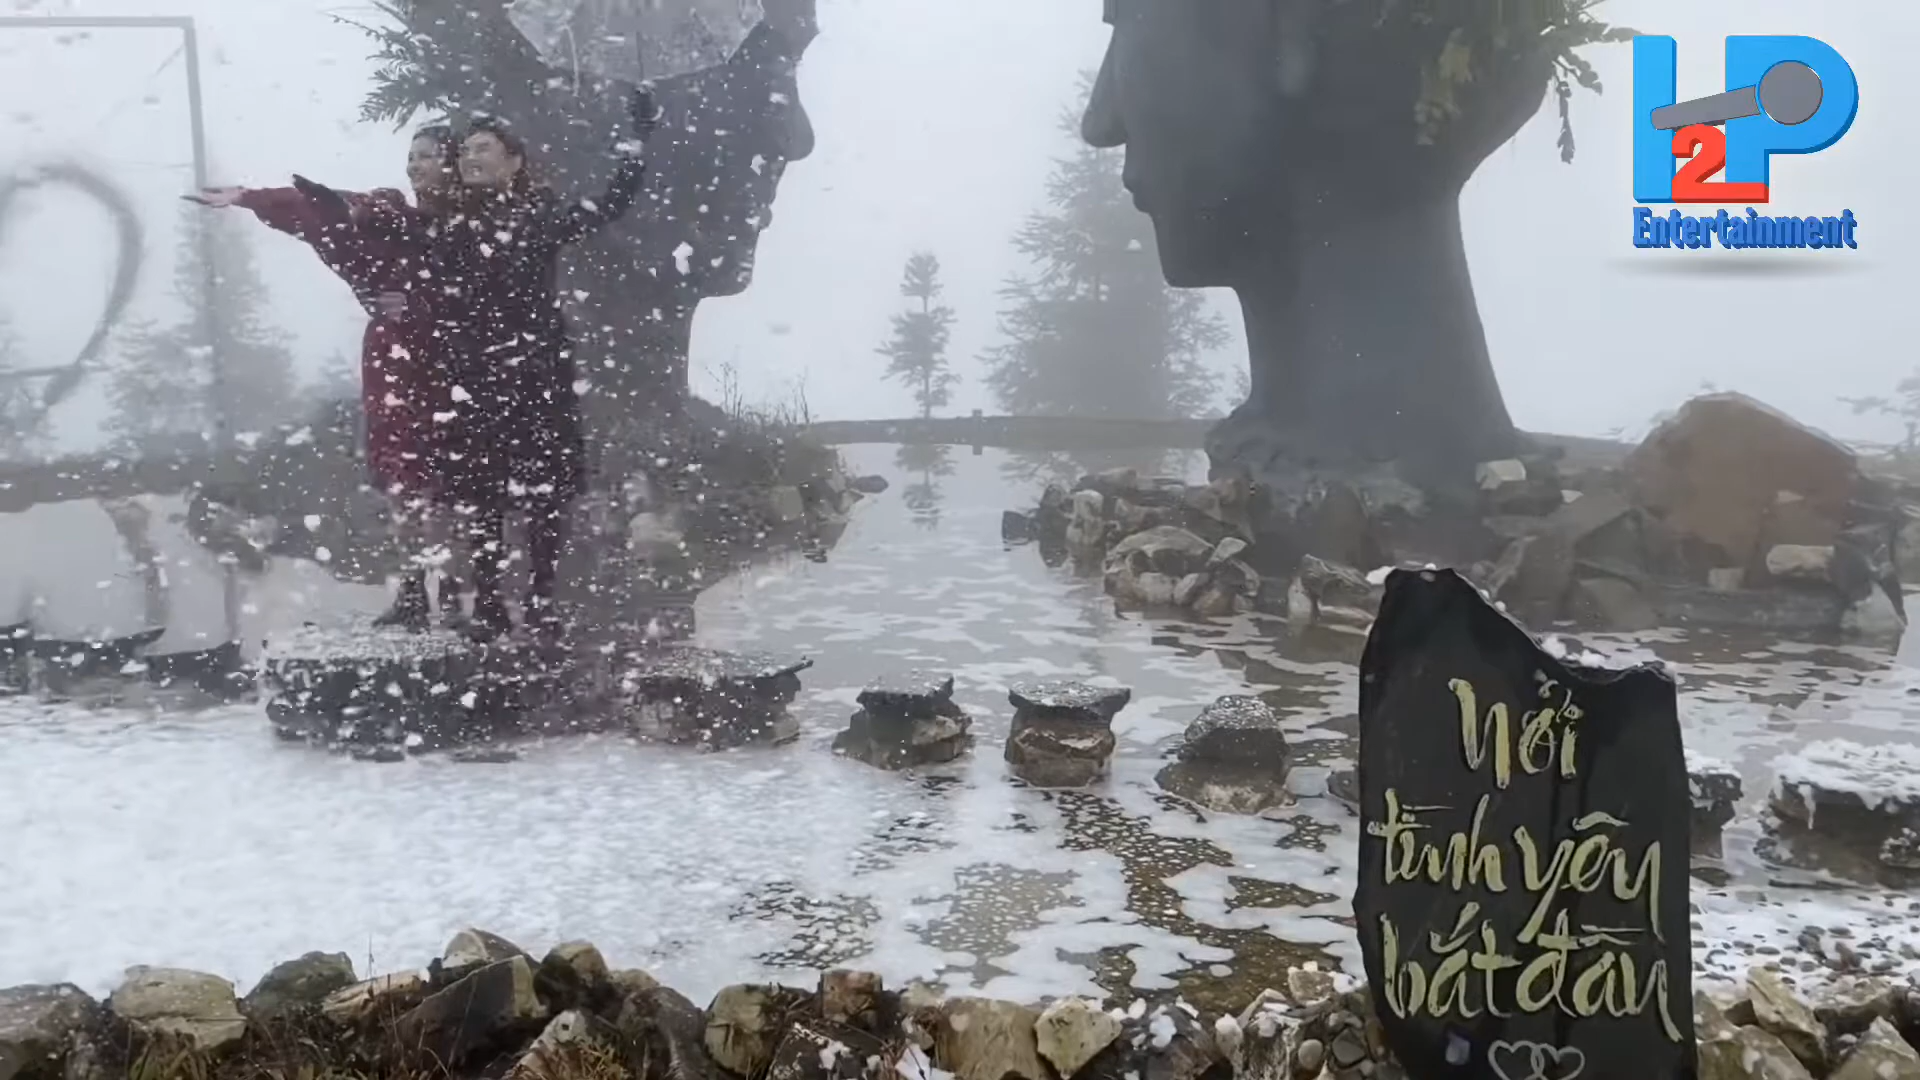 H2P
Entertainment
Nơi
tình yêu
bắt đầu